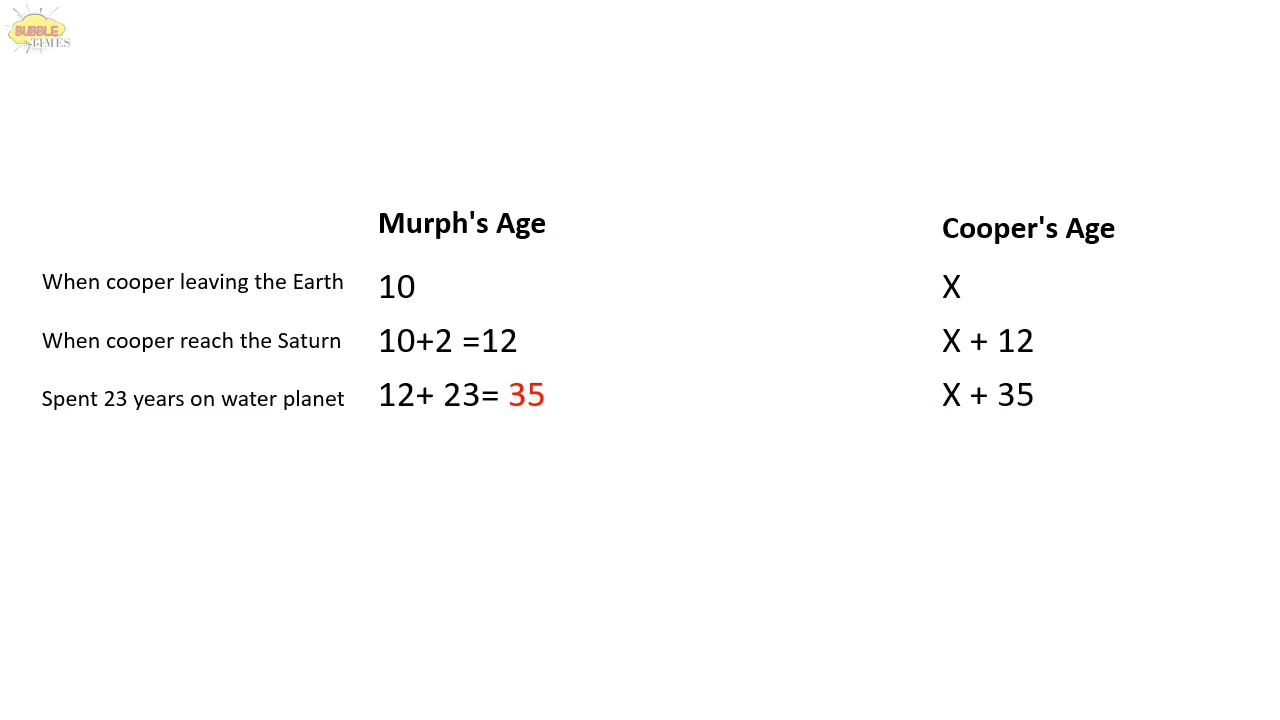 BUBBLE
TIMES
Murph's Age
Cooper's Age
When cooper leaving the Earth 10 X
When cooper reach the Saturn 10+2 =12 X + 12
Spent 23 years on water planet 12+ 23= 35 X + 35